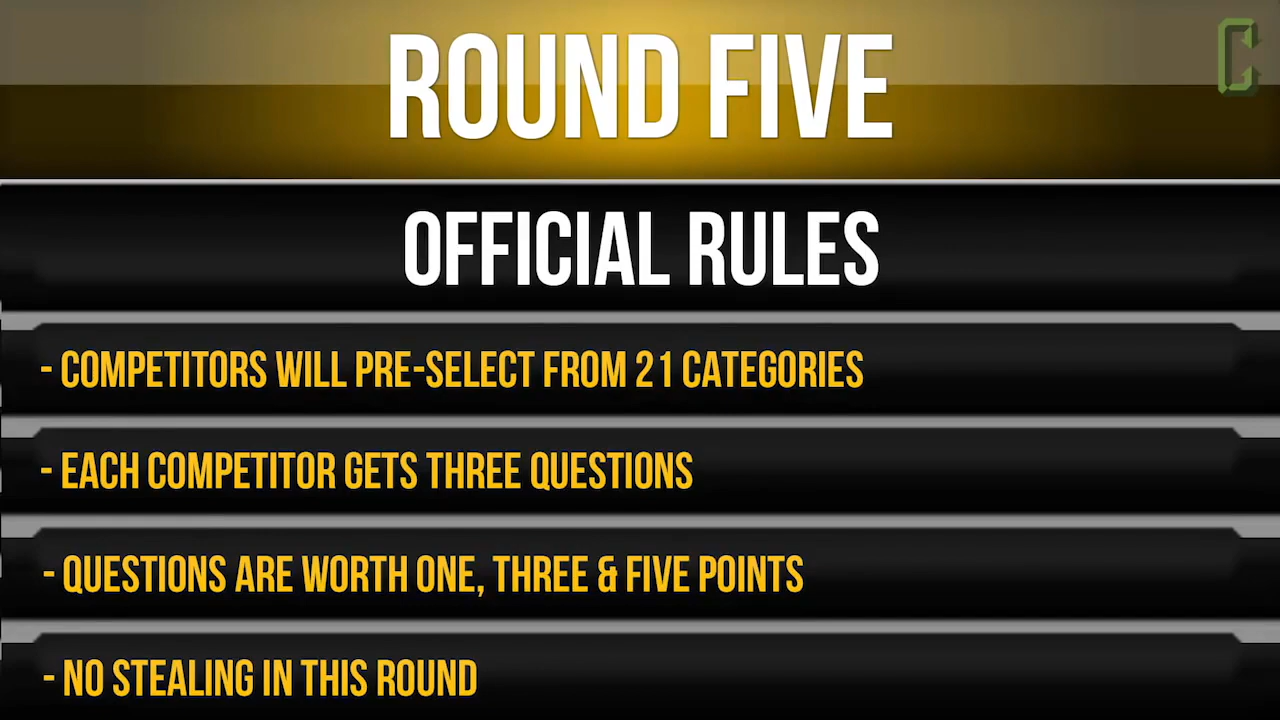 ROUND FIVE
OFFICIAL RULES
- COMPETITORS WILL PRE-SELECT FROM 21 CATEGORIES
- EACH COMPETITOR GETS THREE QUESTIONS
- QUESTIONS ARE WORTH ONE, THREE & FIVE POINTS
- NO STEALING IN THIS ROUND